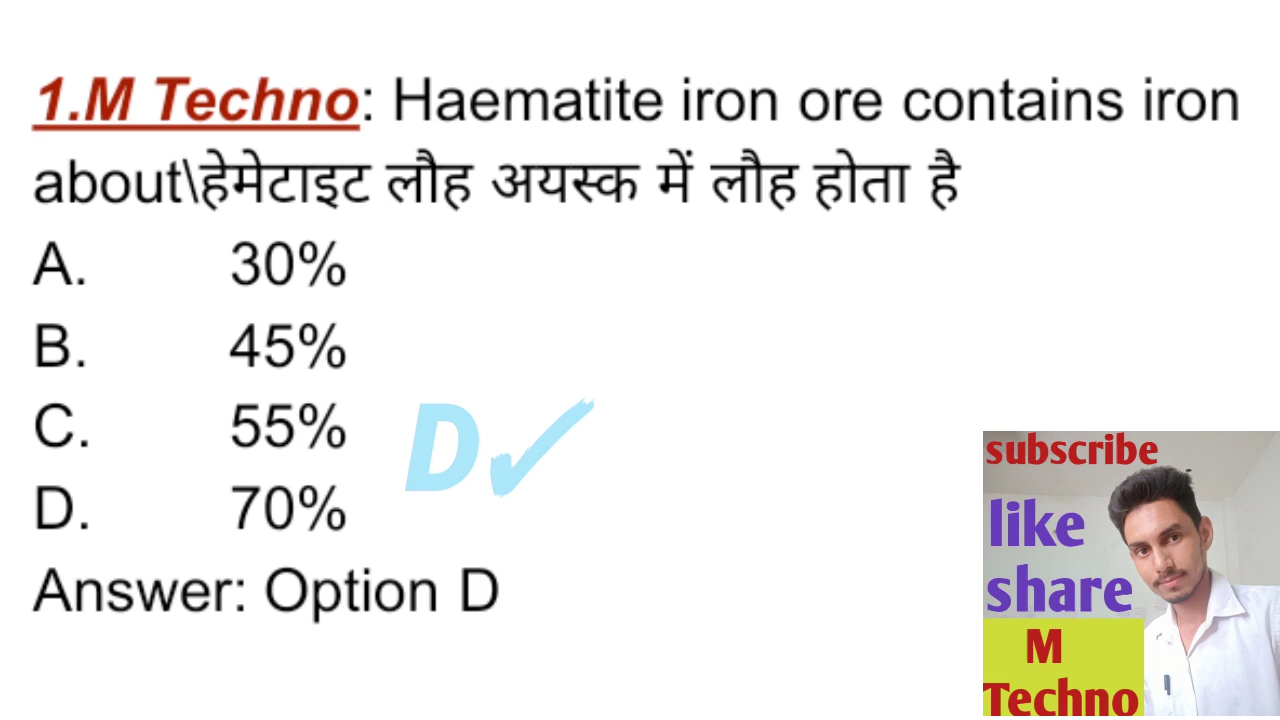 1.M Techno: Haematite iron ore contains iron
about\हेमेटाइट लौह अयस्क में लौह होता है
A. 30%
B. 45%
C. 55%
D. 70%
D✓
Answer: Option D
subscribe
like
share
M
Techno